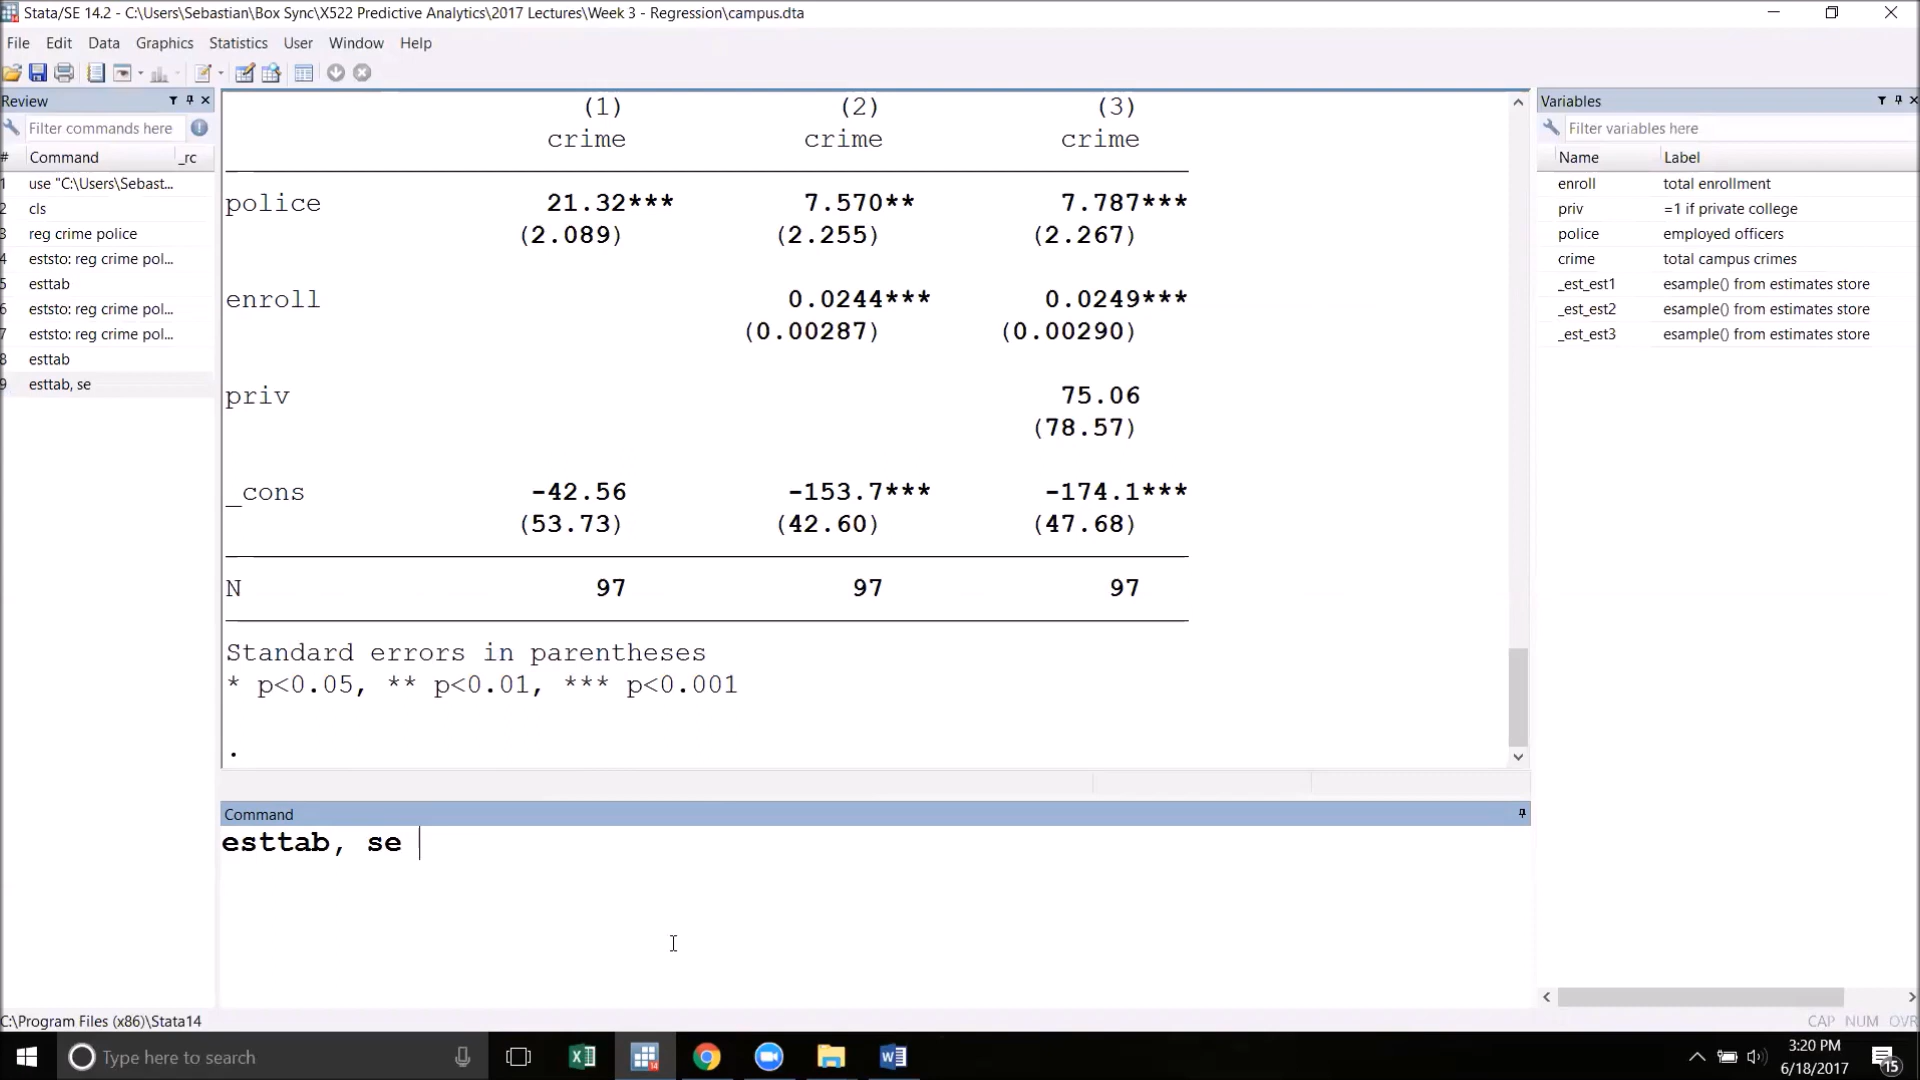 Stata/SE 14.2 - C:\Users\Sebastian\Box Sync\X522 Predictive Analytics\2017 Lectures\Week 3 - Regression\campus.dta
File Edit Data Graphics Statistics User Window Help
Review
Filter commands here
# Command _rc
1 use "C:\Users\Sebast...
2 cls
3 reg crime police
4 eststo: reg crime pol...
5 esttab
6 eststo: reg crime pol...
7 eststo: reg crime pol...
8 esttab
9 esttab, se
(1) (2) (3)
crime crime crime
police 21.32*** 7.570** 7.787***
(2.089) (2.255) (2.267)
enroll 0.0244*** 0.0249***
(0.00287) (0.00290)
priv 75.06
(78.57)
_cons -42.56 -153.7*** -174.1***
(53.73) (42.60) (47.68)
N 97 97 97
Standard errors in parentheses
* p<0.05, ** p<0.01, *** p<0.001
.
Command
esttab, se
Variables
Filter variables here
Name Label
enroll total enrollment
priv =1 if private college
police employed officers
crime total campus crimes
_est_est1 esample() from estimates store
_est_est2 esample() from estimates store
_est_est3 esample() from estimates store
C:\Program Files (x86)\Stata14
CAP NUM OVR
Type here to search
3:20 PM
6/18/2017
15